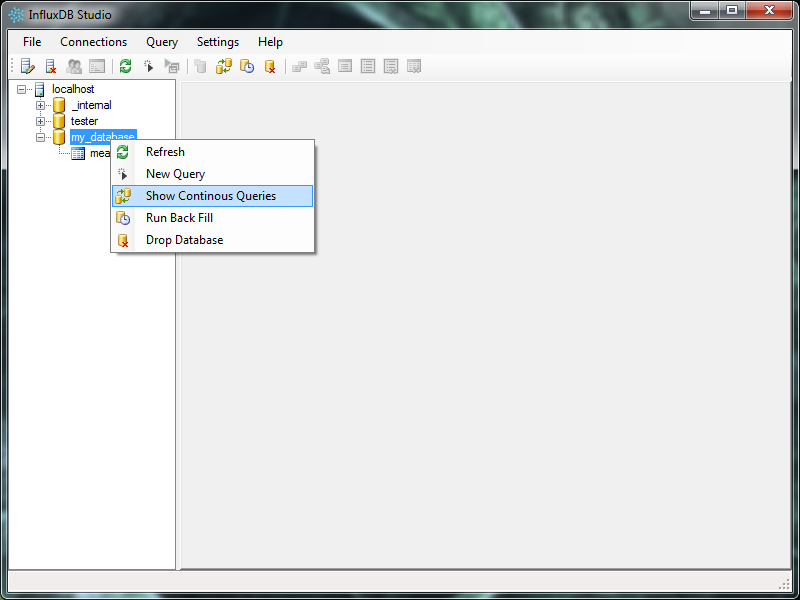 InfluxDB Studio
File Connections Query Settings Help
localhost
_internal
tester
my_database
mea
Refresh
New Query
Show Continous Queries
Run Back Fill
Drop Database